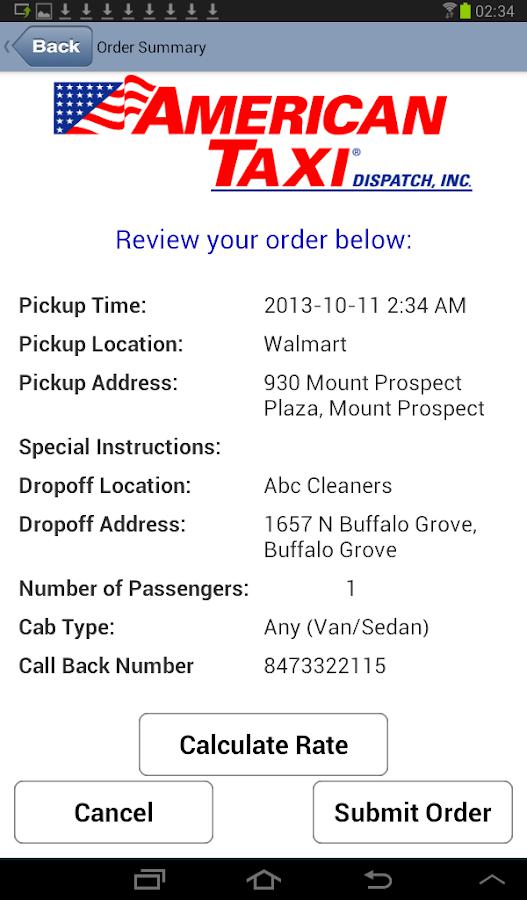 02:34
Back
Order Summary
AMERICAN
TAXI®
DISPATCH, INC.
Review your order below:
Pickup Time: 2013-10-11 2:34 AM
Pickup Location: Walmart
Pickup Address: 930 Mount Prospect
Plaza, Mount Prospect
Special Instructions:
Dropoff Location: Abc Cleaners
Dropoff Address: 1657 N Buffalo Grove,
Buffalo Grove
Number of Passengers: 1
Cab Type: Any (Van/Sedan)
Call Back Number 8473322115
Calculate Rate
Cancel
Submit Order